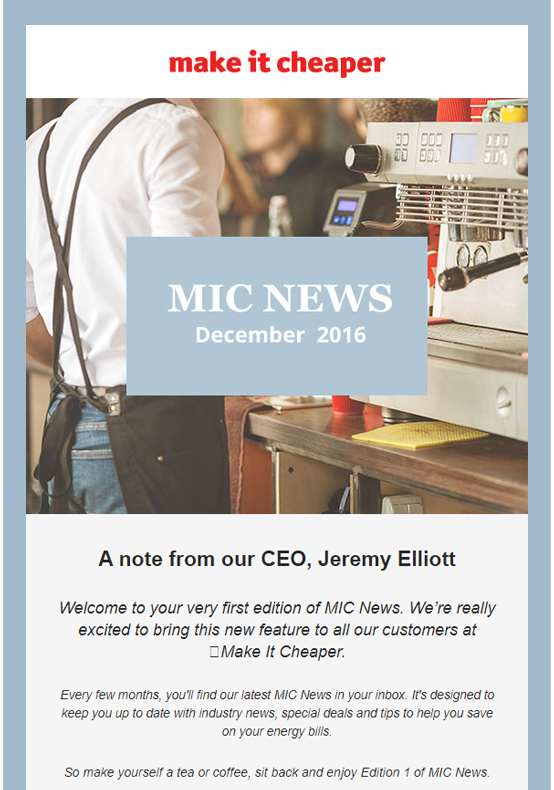 make it cheaper
MIC NEWS
December 2016
A note from our CEO, Jeremy Elliott
Welcome to your very first edition of MIC News. We’re really
excited to bring this new feature to all our customers at
□Make It Cheaper.
Every few months, you'll find our latest MIC News in your inbox. It's designed to
keep you up to date with industry news, special deals and tips to help you save
on your energy bills.
So make yourself a tea or coffee, sit back and enjoy Edition 1 of MIC News.